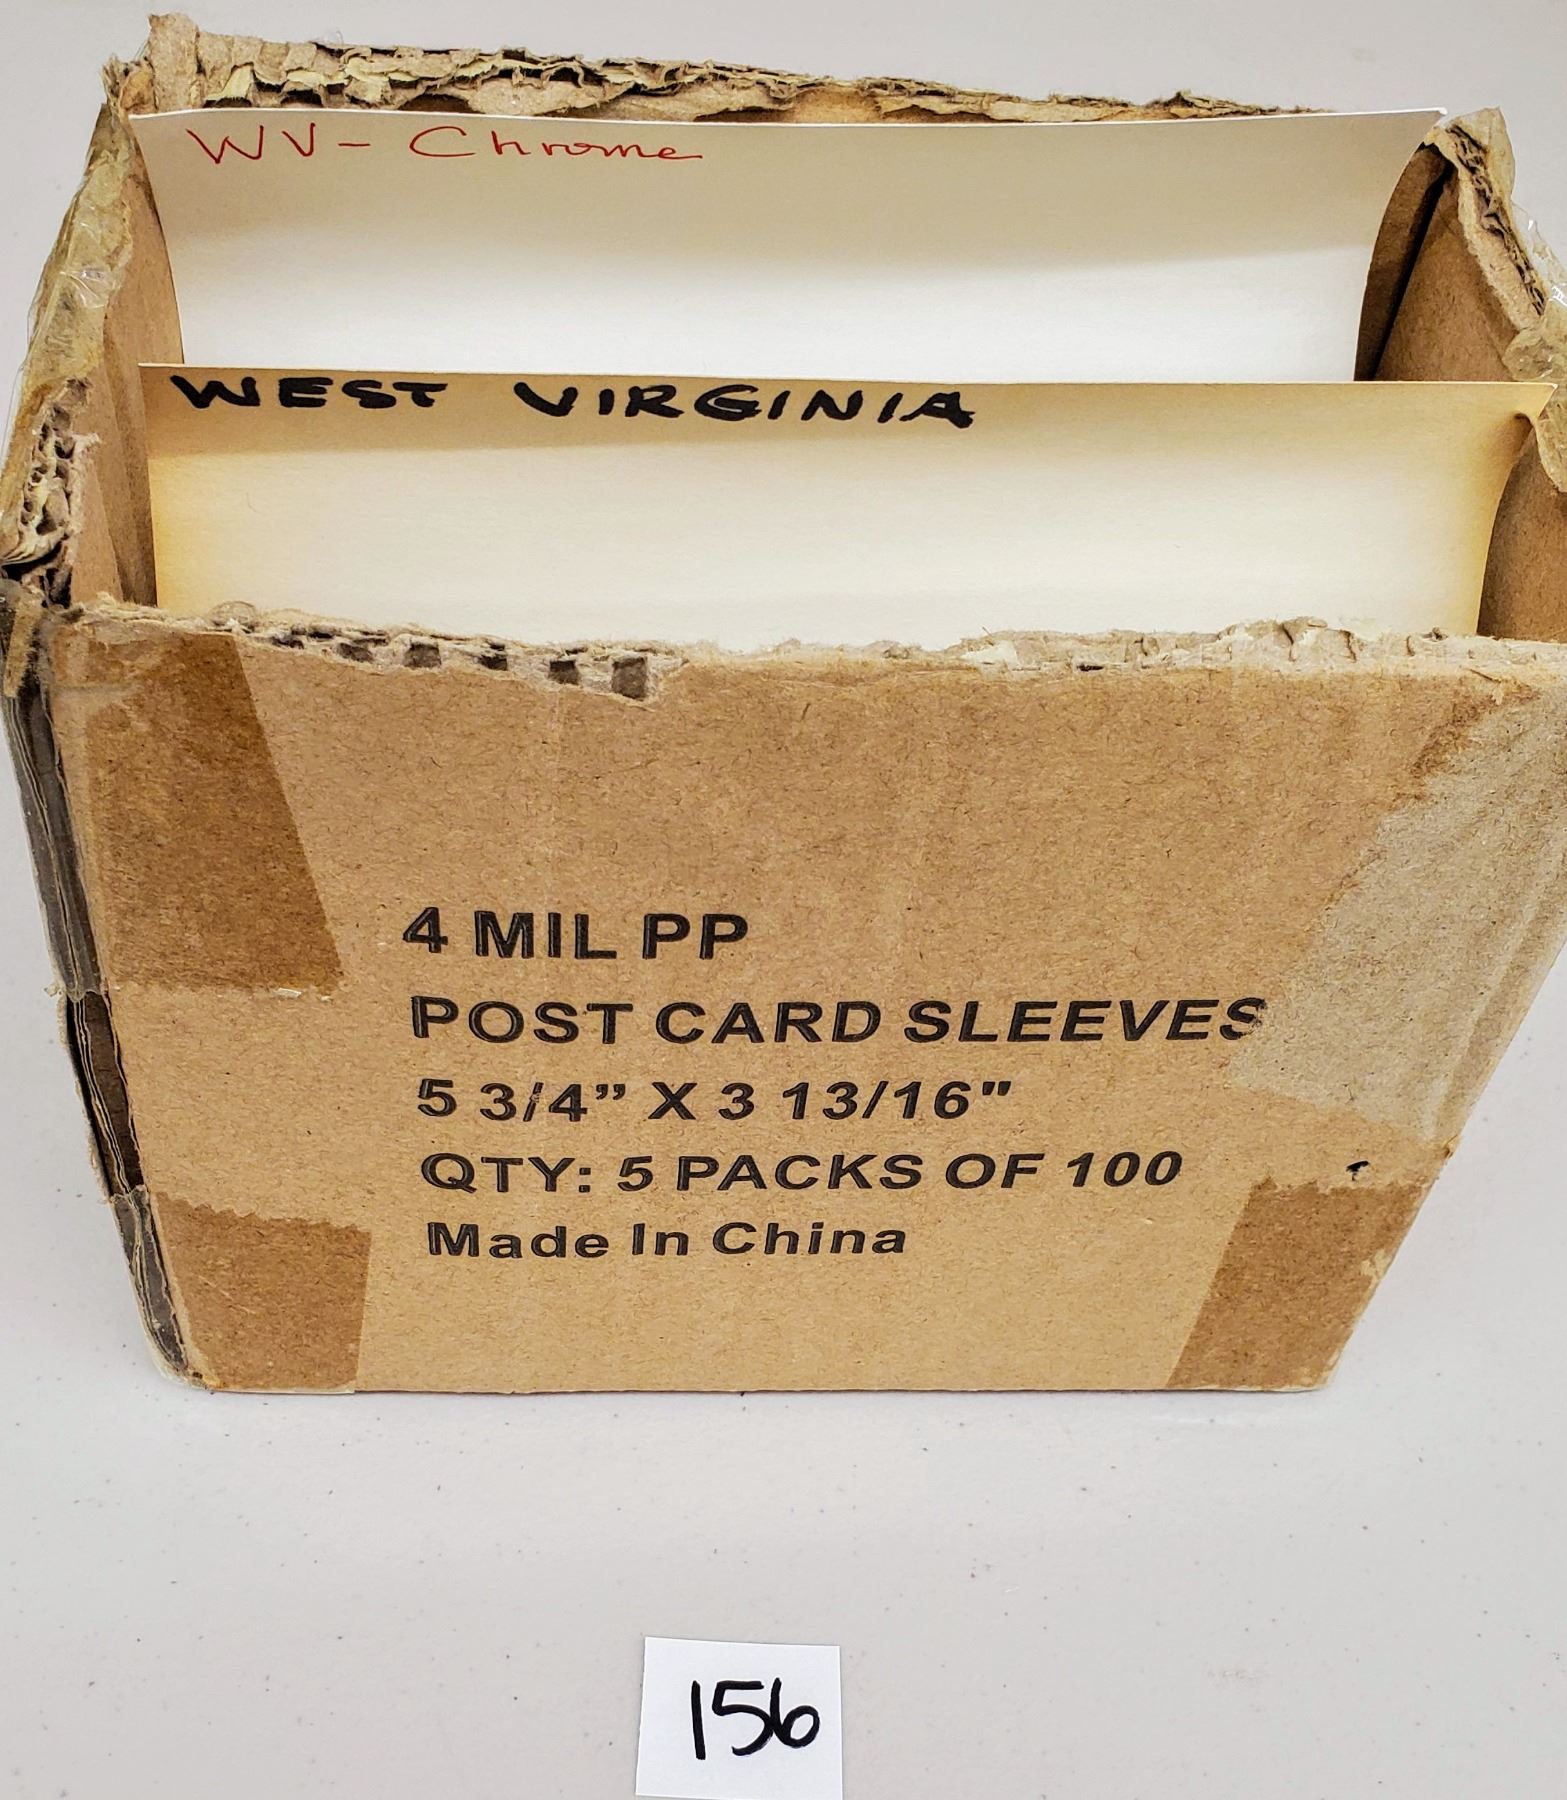 WV - Chrome
WEST VIRGINIA
4 MIL PP
POST CARD SLEEVES
5 3/4” X 3 13/16"
QTY: 5 PACKS OF 100
Made In China
156